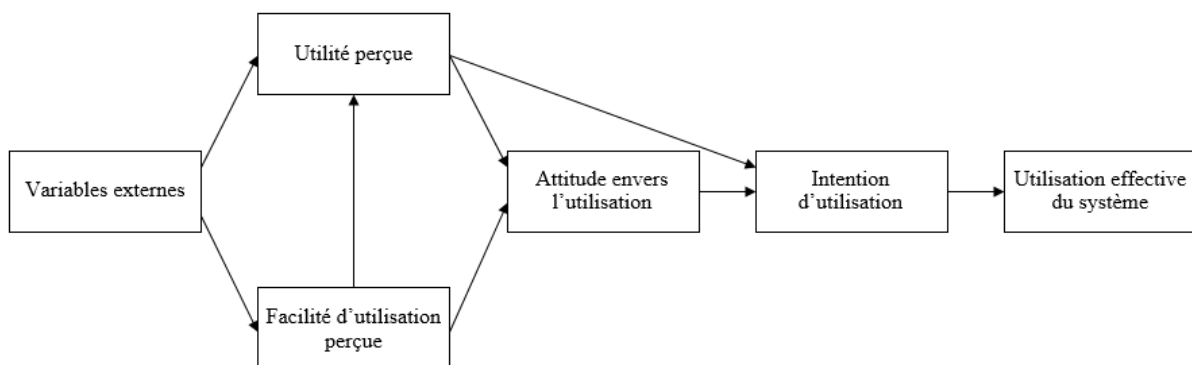 Utilité perçue
Variables externes
Attitude envers
l’utilisation
Intention
d’utilisation
Utilisation effective
du système
Facilité d’utilisation
perçue